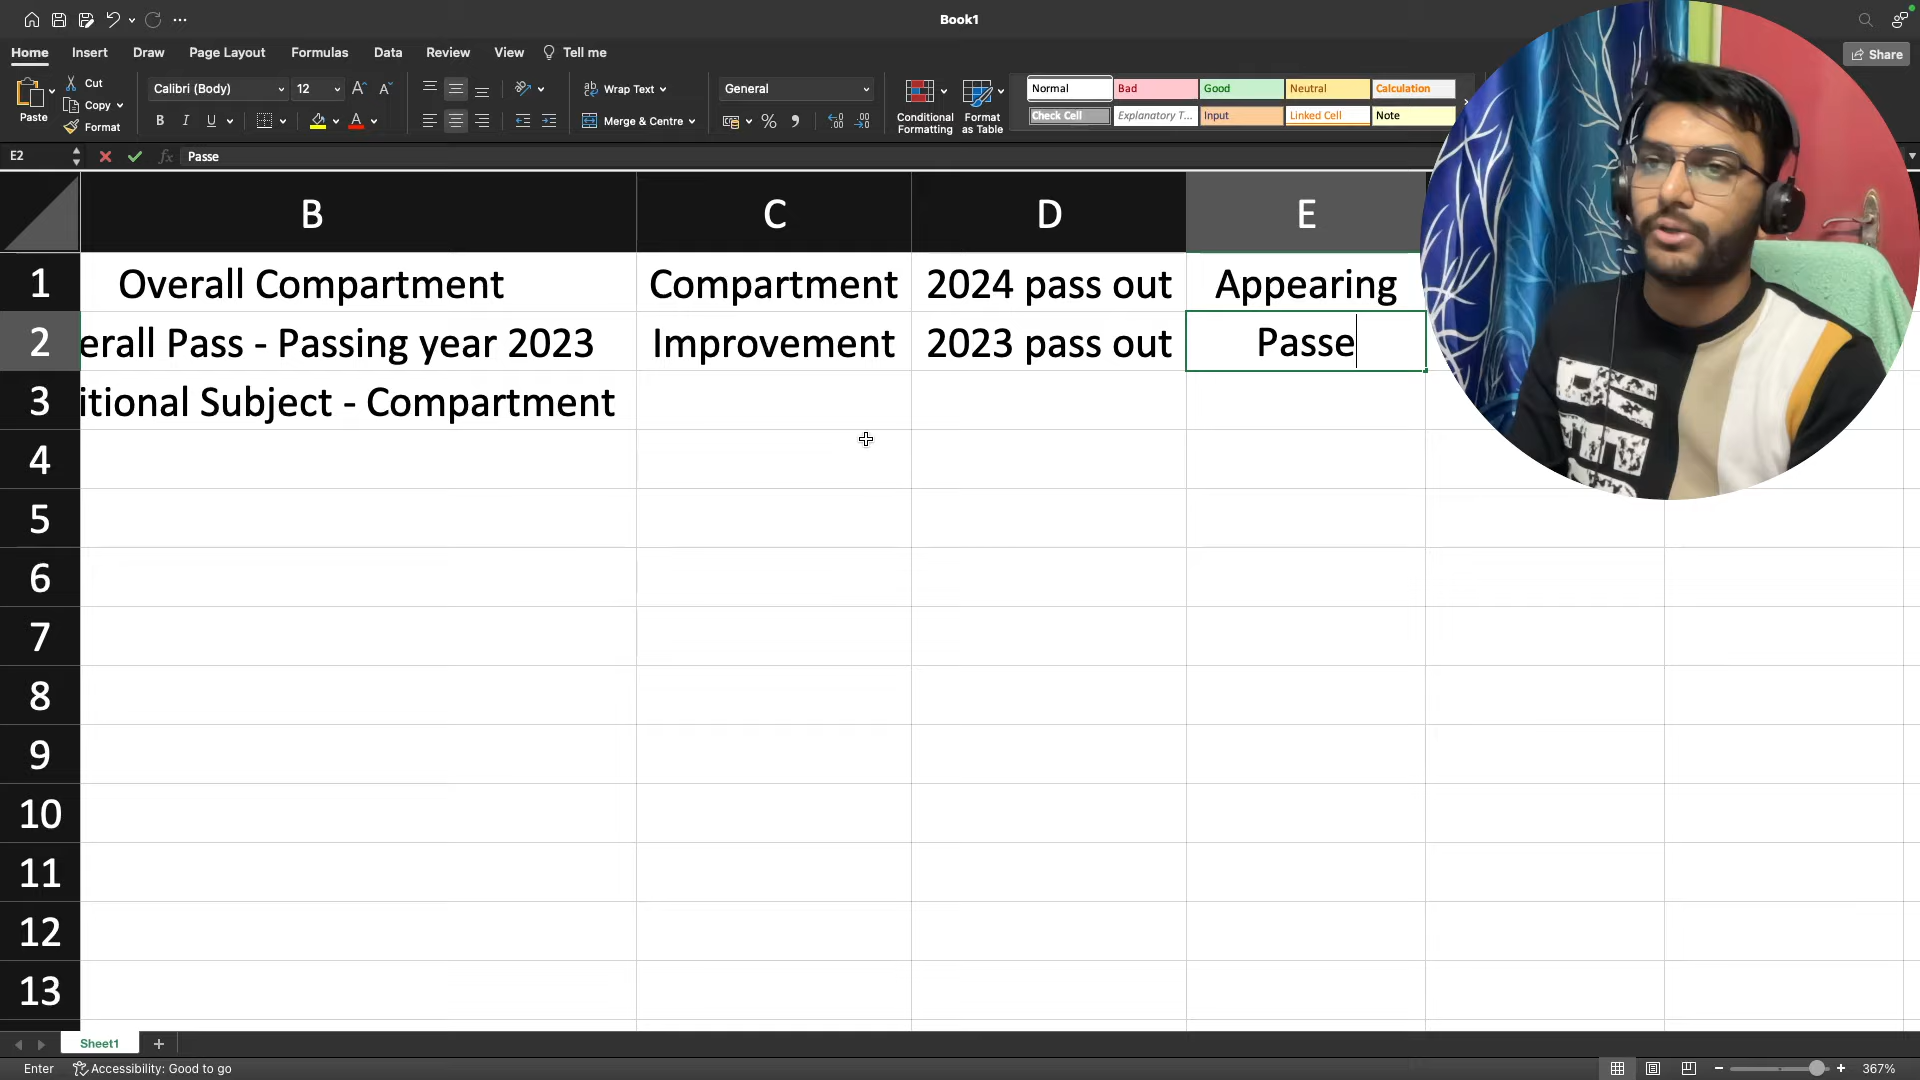 Book1
Home Insert Draw Page Layout Formulas Data Review View Tell me
Share
Paste
Cut
Copy
Format
Calibri (Body) 12
B I U
Wrap Text
Merge & Centre
General
Conditional Formatting
Format as Table
Normal Bad Good Neutral Calculation
Check Cell Explanatory T... Input Linked Cell Note
E2 fx Passe
B C D E
1 Overall Compartment Compartment 2024 pass out Appearing
2 erall Pass - Passing year 2023 Improvement 2023 pass out Passe
3 itional Subject - Compartment
4
5
6
7
8
9
10
11
12
13
Sheet1
Enter Accessibility: Good to go 367%